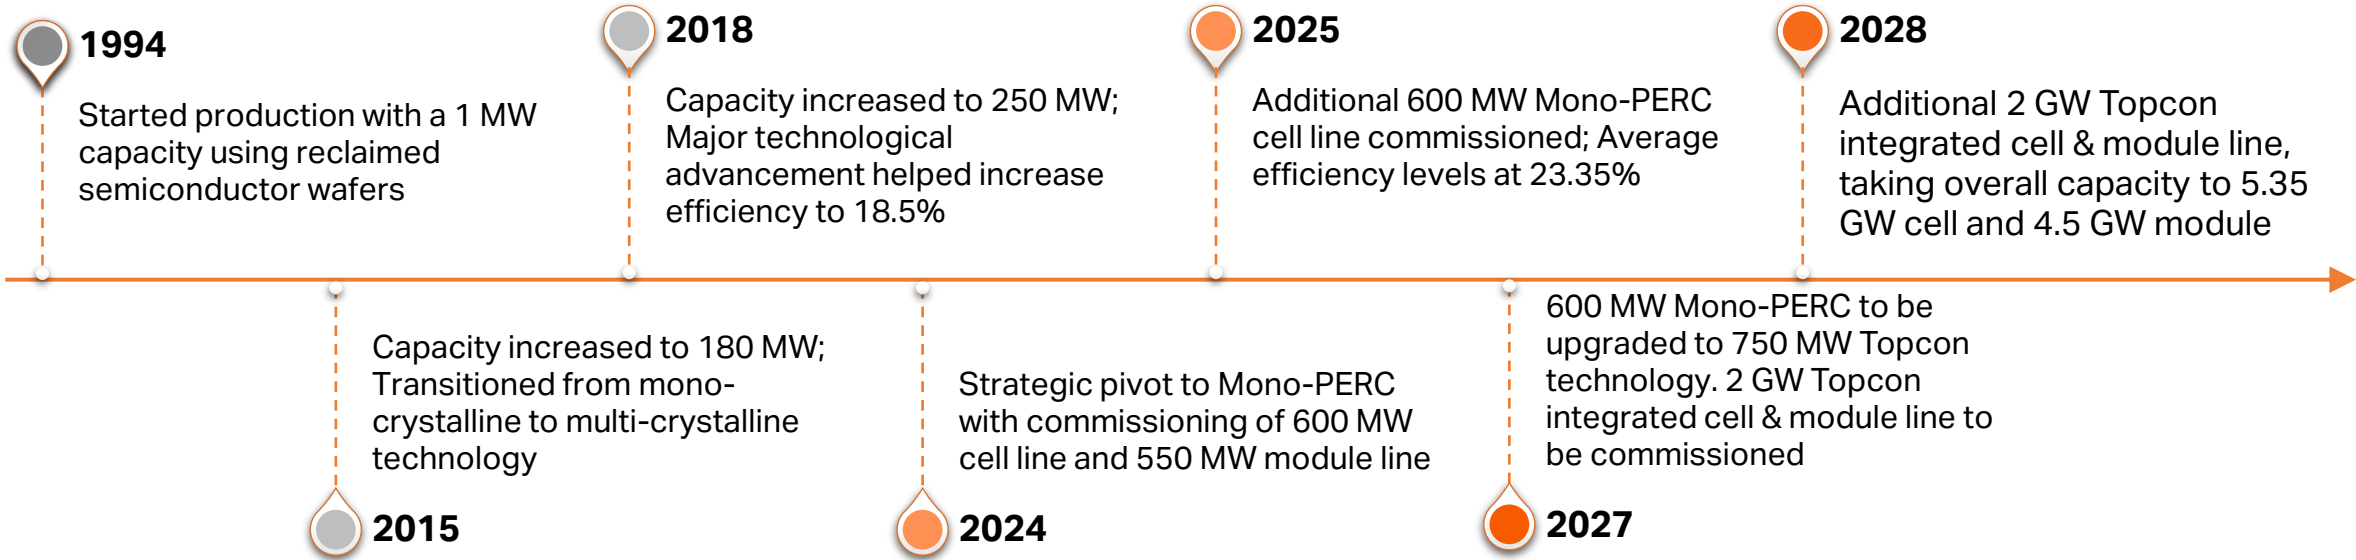 1994
Started production with a 1 MW
capacity using reclaimed
semiconductor wafers
2015
Capacity increased to 180 MW;
Transitioned from mono-
crystalline to multi-crystalline
technology
2018
Capacity increased to 250 MW;
Major technological
advancement helped increase
efficiency to 18.5%
2024
Strategic pivot to Mono-PERC
with commissioning of 600 MW
cell line and 550 MW module line
2025
Additional 600 MW Mono-PERC
cell line commissioned; Average
efficiency levels at 23.35%
2027
600 MW Mono-PERC to be
upgraded to 750 MW Topcon
technology. 2 GW Topcon
integrated cell & module line to
be commissioned
2028
Additional 2 GW Topcon
integrated cell & module line,
taking overall capacity to 5.35
GW cell and 4.5 GW module